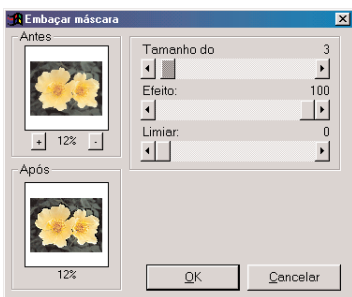 Embaçar máscara
Antes
+ 12% -
Após
12%
Tamanho do 3
Efeito: 100
Limiar: 0
OK Cancelar